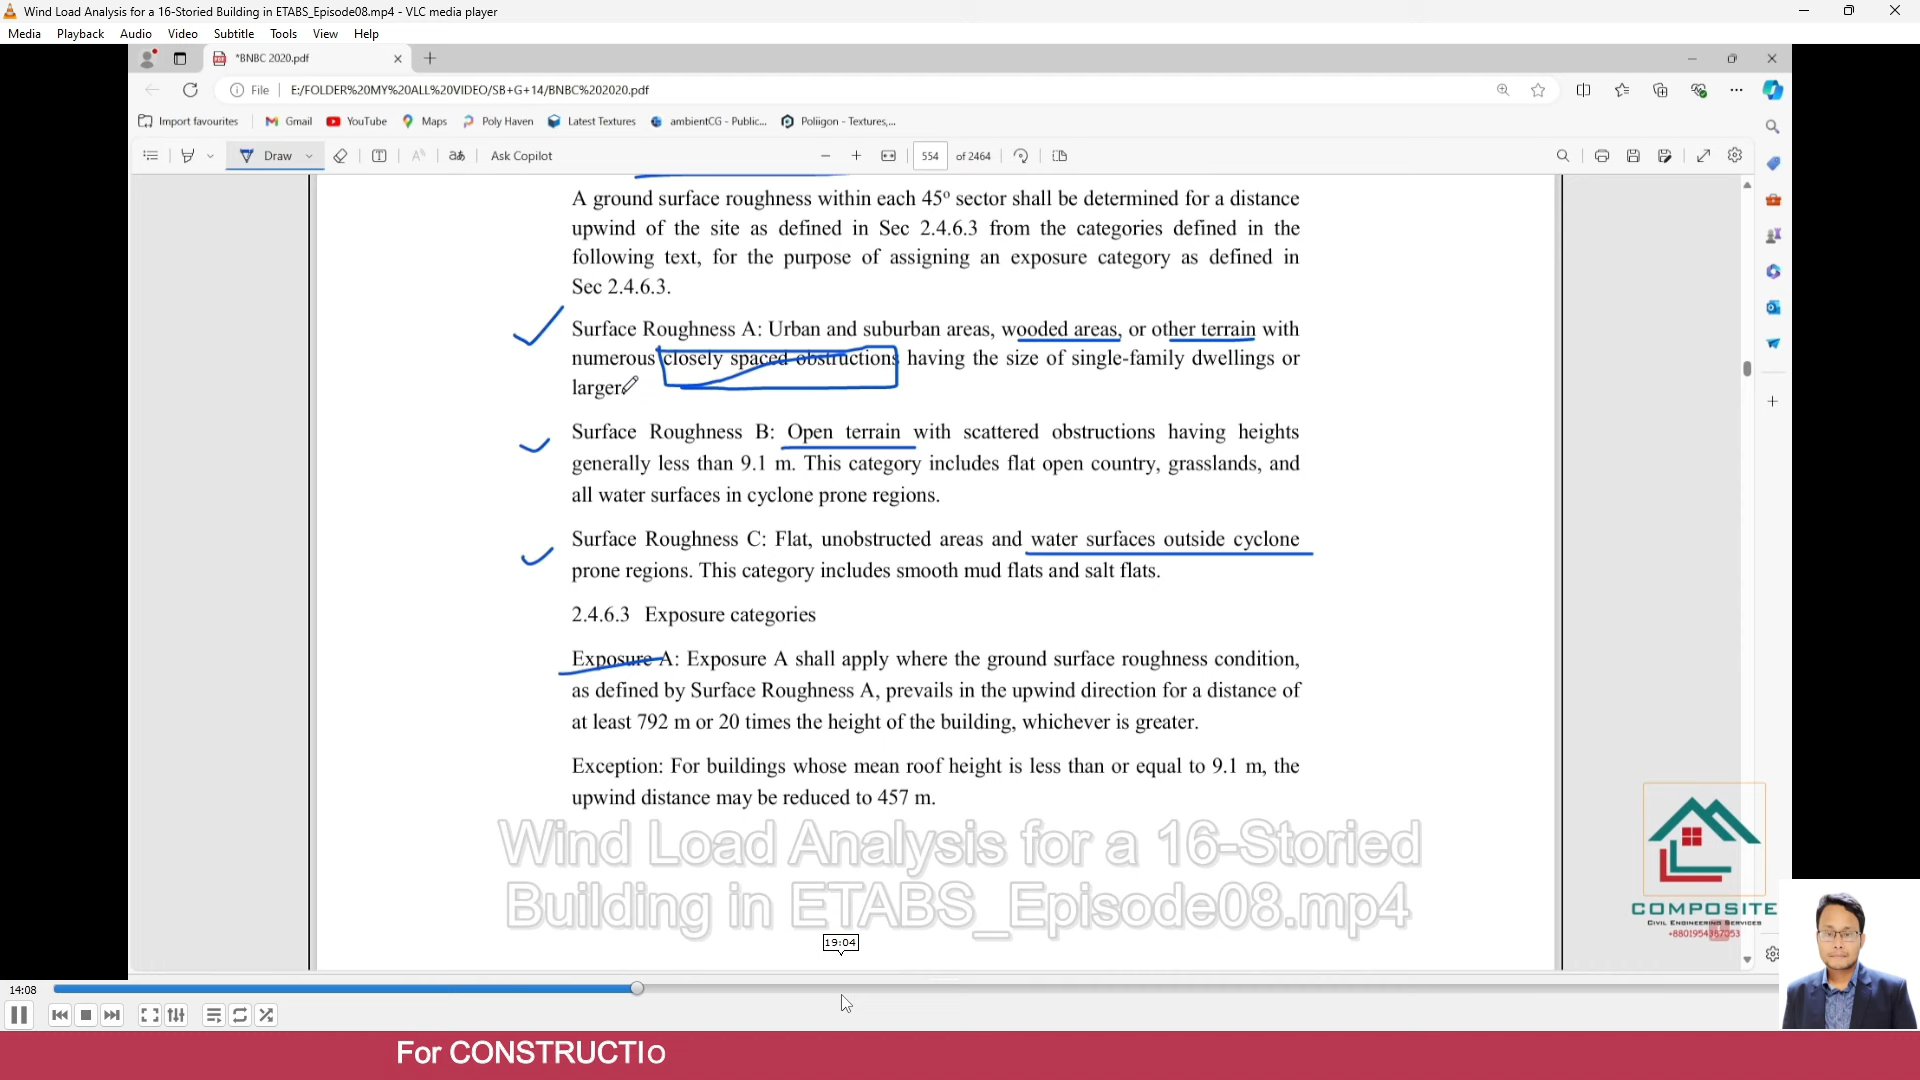 Wind Load Analysis for a 16-Storied Building in ETABS_Episode08.mp4 - VLC media player
Media Playback Audio Video Subtitle Tools View Help
*BNBC 2020.pdf
File E:/FOLDER%20MY%20ALL%20VIDEO/SB+G+14/BNBC%202020.pdf
Import favourites Gmail YouTube Maps Poly Haven Latest Textures ambientCG - Public... Poliigon - Textures,...
Draw Ask Copilot 554 of 2464
A ground surface roughness within each 45º sector shall be determined for a distance
upwind of the site as defined in Sec 2.4.6.3 from the categories defined in the
following text, for the purpose of assigning an exposure category as defined in
Sec 2.4.6.3.
Surface Roughness A: Urban and suburban areas, wooded areas, or other terrain with
numerous closely spaced obstructions having the size of single-family dwellings or
larger
Surface Roughness B: Open terrain with scattered obstructions having heights
generally less than 9.1 m. This category includes flat open country, grasslands, and
all water surfaces in cyclone prone regions.
Surface Roughness C: Flat, unobstructed areas and water surfaces outside cyclone
prone regions. This category includes smooth mud flats and salt flats.
2.4.6.3 Exposure categories
Exposure A: Exposure A shall apply where the ground surface roughness condition,
as defined by Surface Roughness A, prevails in the upwind direction for a distance of
at least 792 m or 20 times the height of the building, whichever is greater.
Exception: For buildings whose mean roof height is less than or equal to 9.1 m, the
upwind distance may be reduced to 457 m.
Wind Load Analysis for a 16-Storied
Building in ETABS_Episode08.mp4
COMPOSITE
CIVIL ENGINEERING SERVICES
19:04
14:08
For CONSTRUCTIO